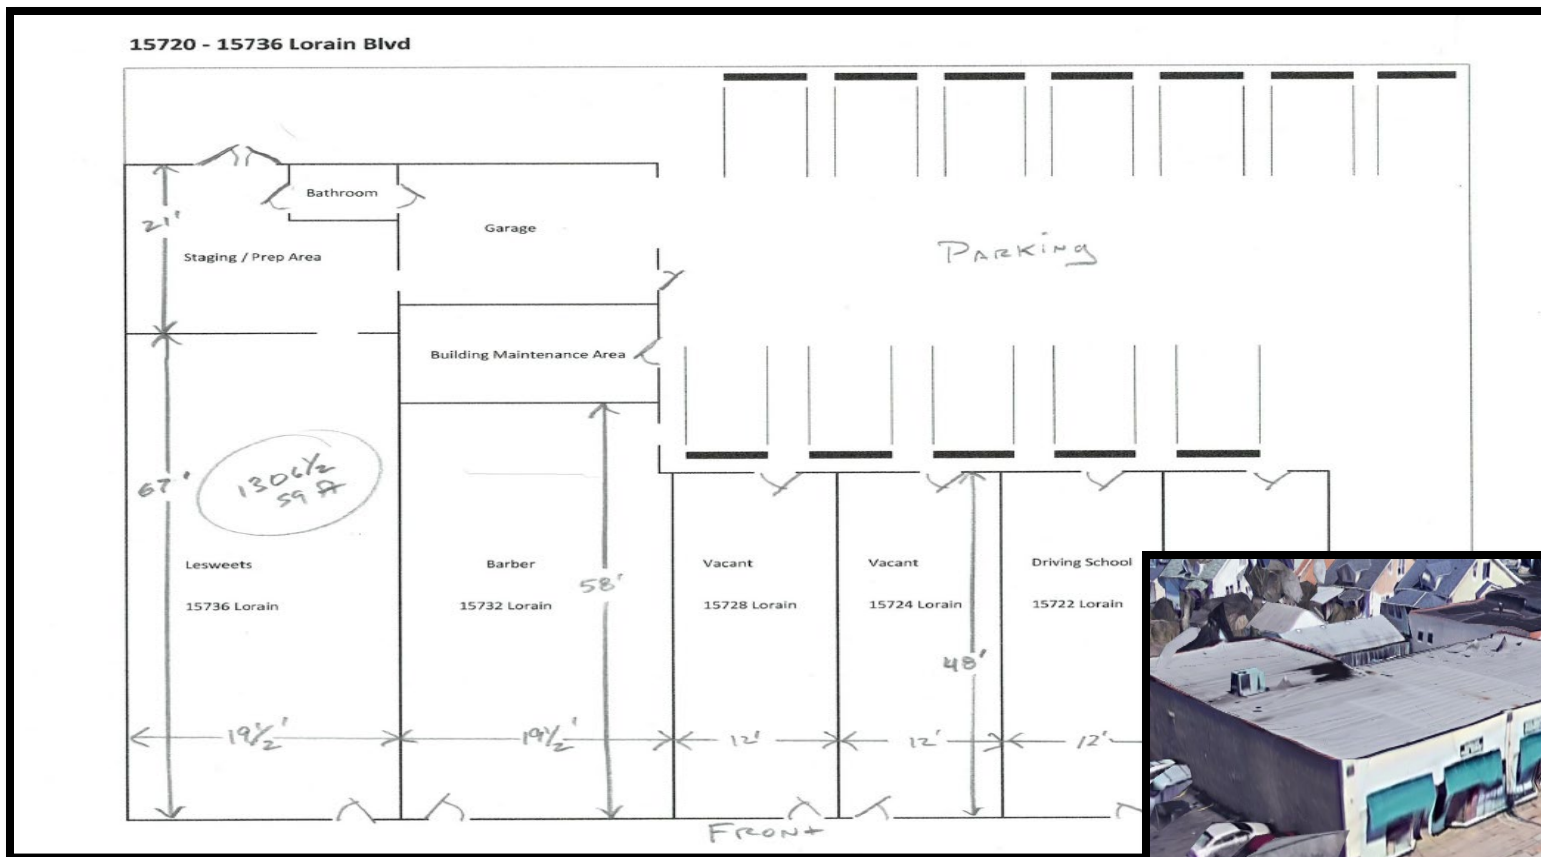 15720 - 15736 Lorain Blvd
Bathroom
21'
Garage
Staging / Prep Area
PARKING
Building Maintenance Area
67'
1306½
sq ft
58'
Lesweets
15736 Lorain
Barber
15732 Lorain
Vacant
15728 Lorain
Vacant
15724 Lorain
Driving School
15722 Lorain
48'
19½'
19½'
12'
12'
12'
FRONT